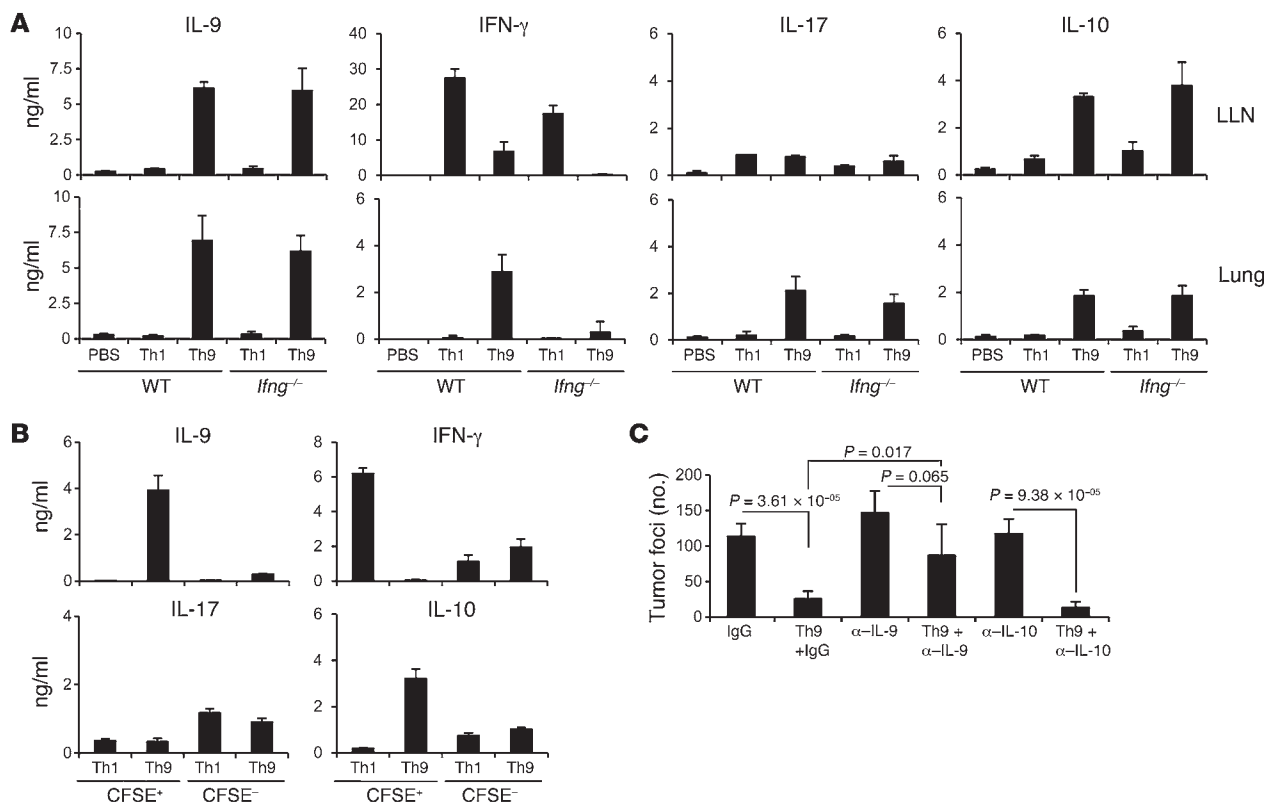 A
IL-9
IFN-γ
IL-17
IL-10
ng/ml
10
7.5
5
2.5
0
40
30
20
10
0
6
4
2
0
6
4
2
0
LLN
ng/ml
10
7.5
5
2.5
0
6
4
2
0
6
4
2
0
6
4
2
0
Lung
PBS Th1 Th9 Th1 Th9
WT Ifng–/–
PBS Th1 Th9 Th1 Th9
WT Ifng–/–
PBS Th1 Th9 Th1 Th9
WT Ifng–/–
PBS Th1 Th9 Th1 Th9
WT Ifng–/–
B
IL-9
IFN-γ
ng/ml
6
4
2
0
8
6
4
2
0
IL-17
IL-10
ng/ml
4
2
0
6
4
2
0
Th1 Th9 Th1 Th9
CFSE+ CFSE–
Th1 Th9 Th1 Th9
CFSE+ CFSE–
C
P = 0.017
P = 0.065
P = 3.61 × 10–05
P = 9.38 × 10–05
Tumor foci (no.)
200
150
100
50
0
IgG Th9 α–IL-9 Th9 + α–IL-10 Th9 +
+IgG α–IL-9 α–IL-10